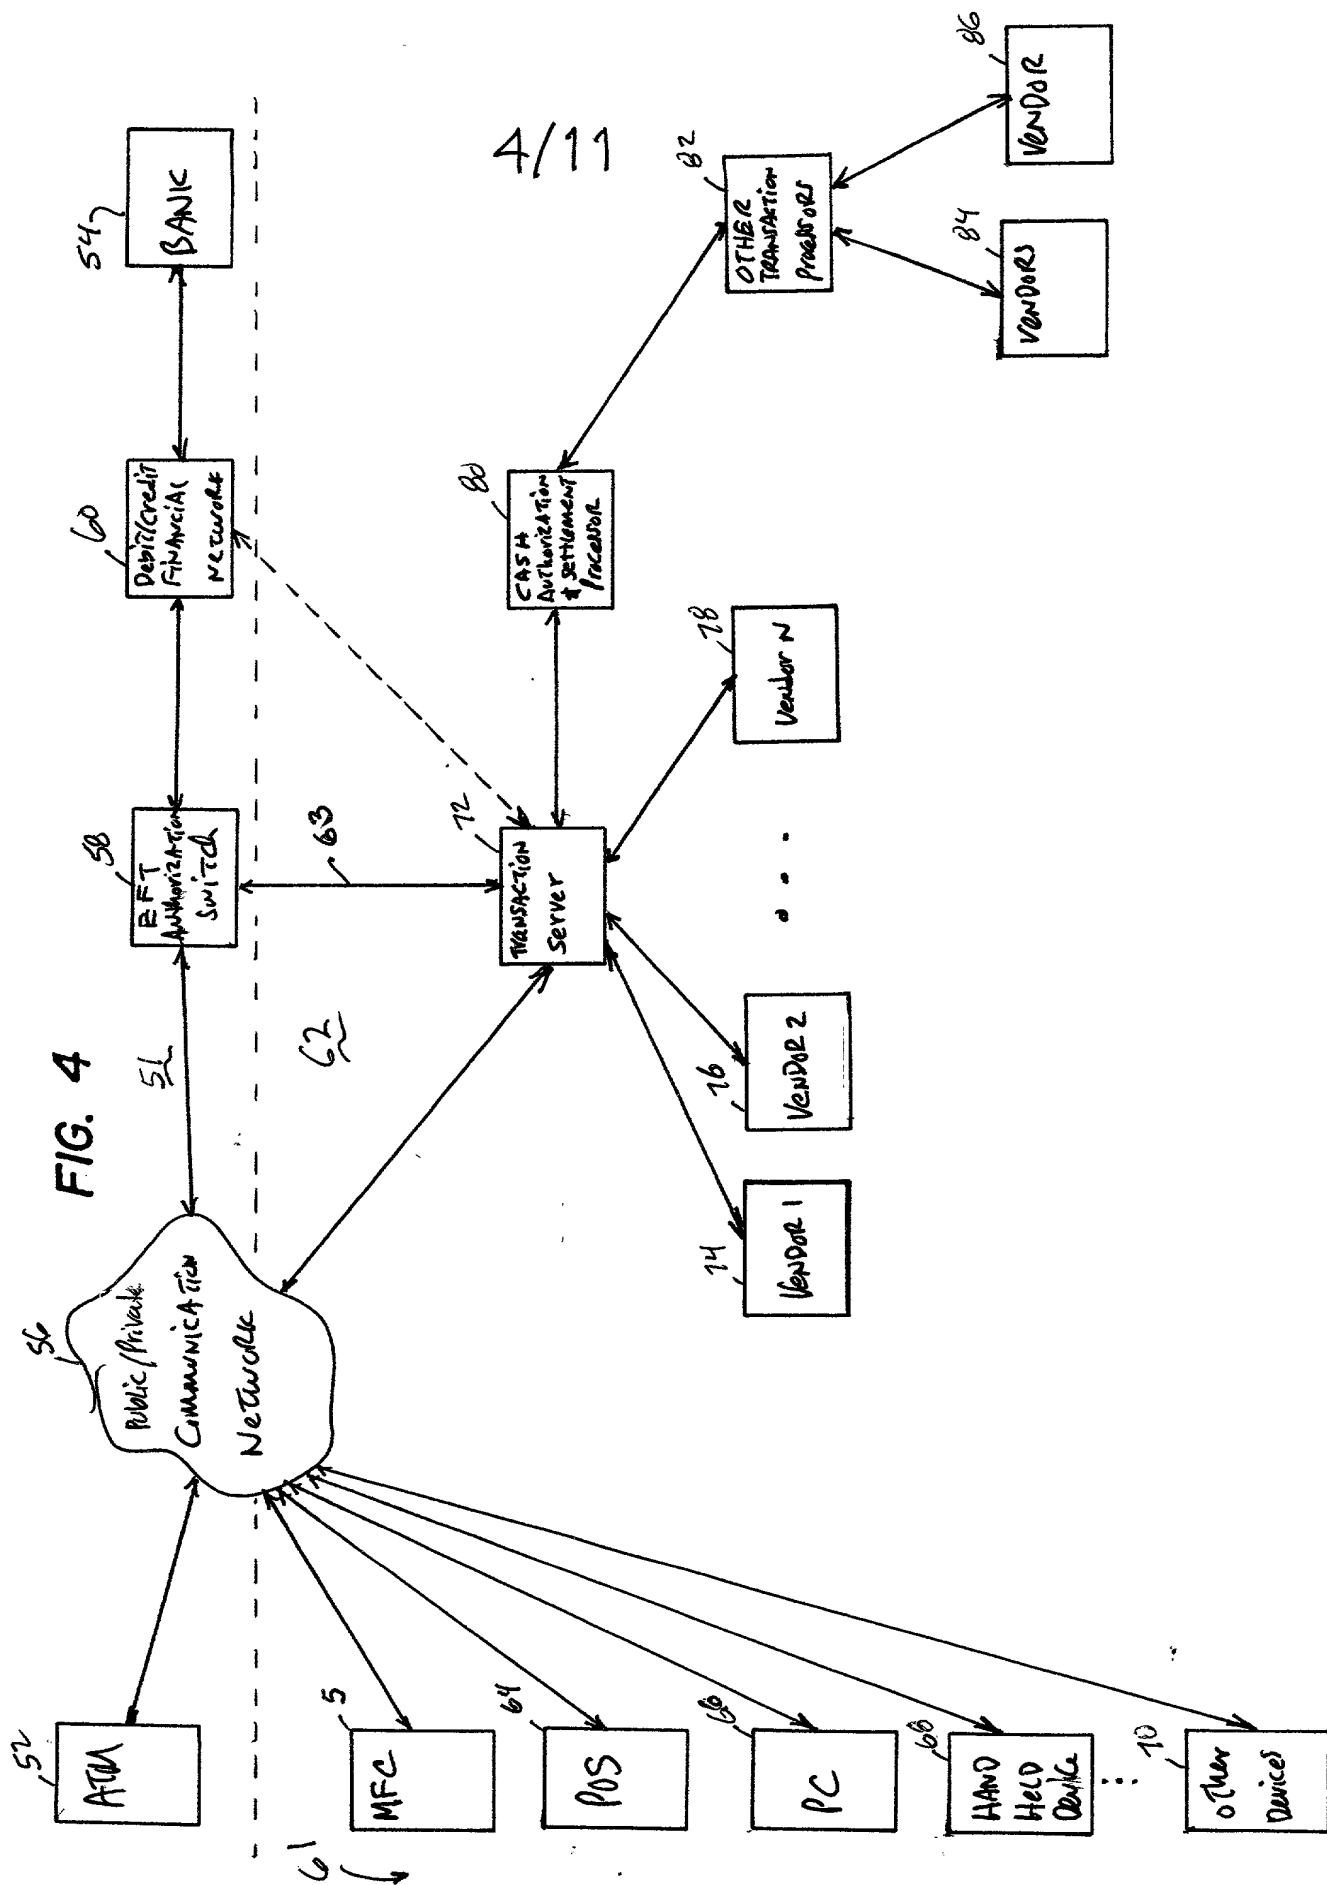 FIG. 4
4/11
52
ATM
56
Public/Private
COMMUNICATION
NETWORK
51
58
EFT
Authorization
Switch
60
Debit/Credit
FINANCIAL
NETWORK
54
BANK
61
62
63
5
MFC
64
POS
66
PC
68
HAND
HELD
Device
70
other
Devices
72
TRANSACTION
Server
74
VENDOR 1
76
VENDOR 2
78
Vendor N
80
CASH
Authorization
& Settlement
Processor
82
OTHER
TRANSACTION
Processors
84
VENDORS
86
VENDOR